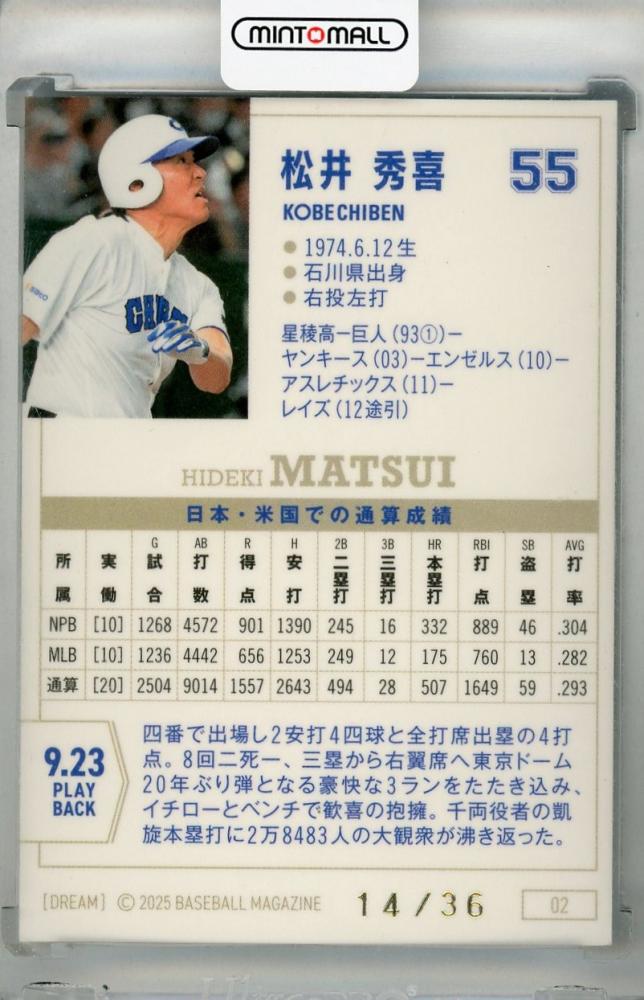 MINTOMALL
松井 秀喜
55
KOBE CHIBEN
● 1974.6.12生
● 石川県出身
● 右投左打
星稜高ー巨人(93①)ー
ヤンキース(03)ーエンゼルス(10)ー
アスレチックス(11)ー
レイズ(12途引)
HIDEKI MATSUI
日本・米国での通算成績
G AB R H 2B 3B HR RBI SB AVG
所属 実働 試合 打数 得点 安打 二塁打 三塁打 本塁打 打点 盗塁 打率
NPB [10] 1268 4572 901 1390 245 16 332 889 46 .304
MLB [10] 1236 4442 656 1253 249 12 175 760 13 .282
通算 [20] 2504 9014 1557 2643 494 28 507 1649 59 .293
9.23
PLAY
BACK
四番で出場し2安打4四球と全打席出塁の4打
点。8回二死一、三塁から右翼席へ東京ドーム
20年ぶり弾となる豪快な3ランをたたき込み、
イチローとベンチで歓喜の抱擁。千両役者の凱
旋本塁打に2万8483人の大観衆が沸き返った。
[DREAM] © 2025 BASEBALL MAGAZINE
14/36
02